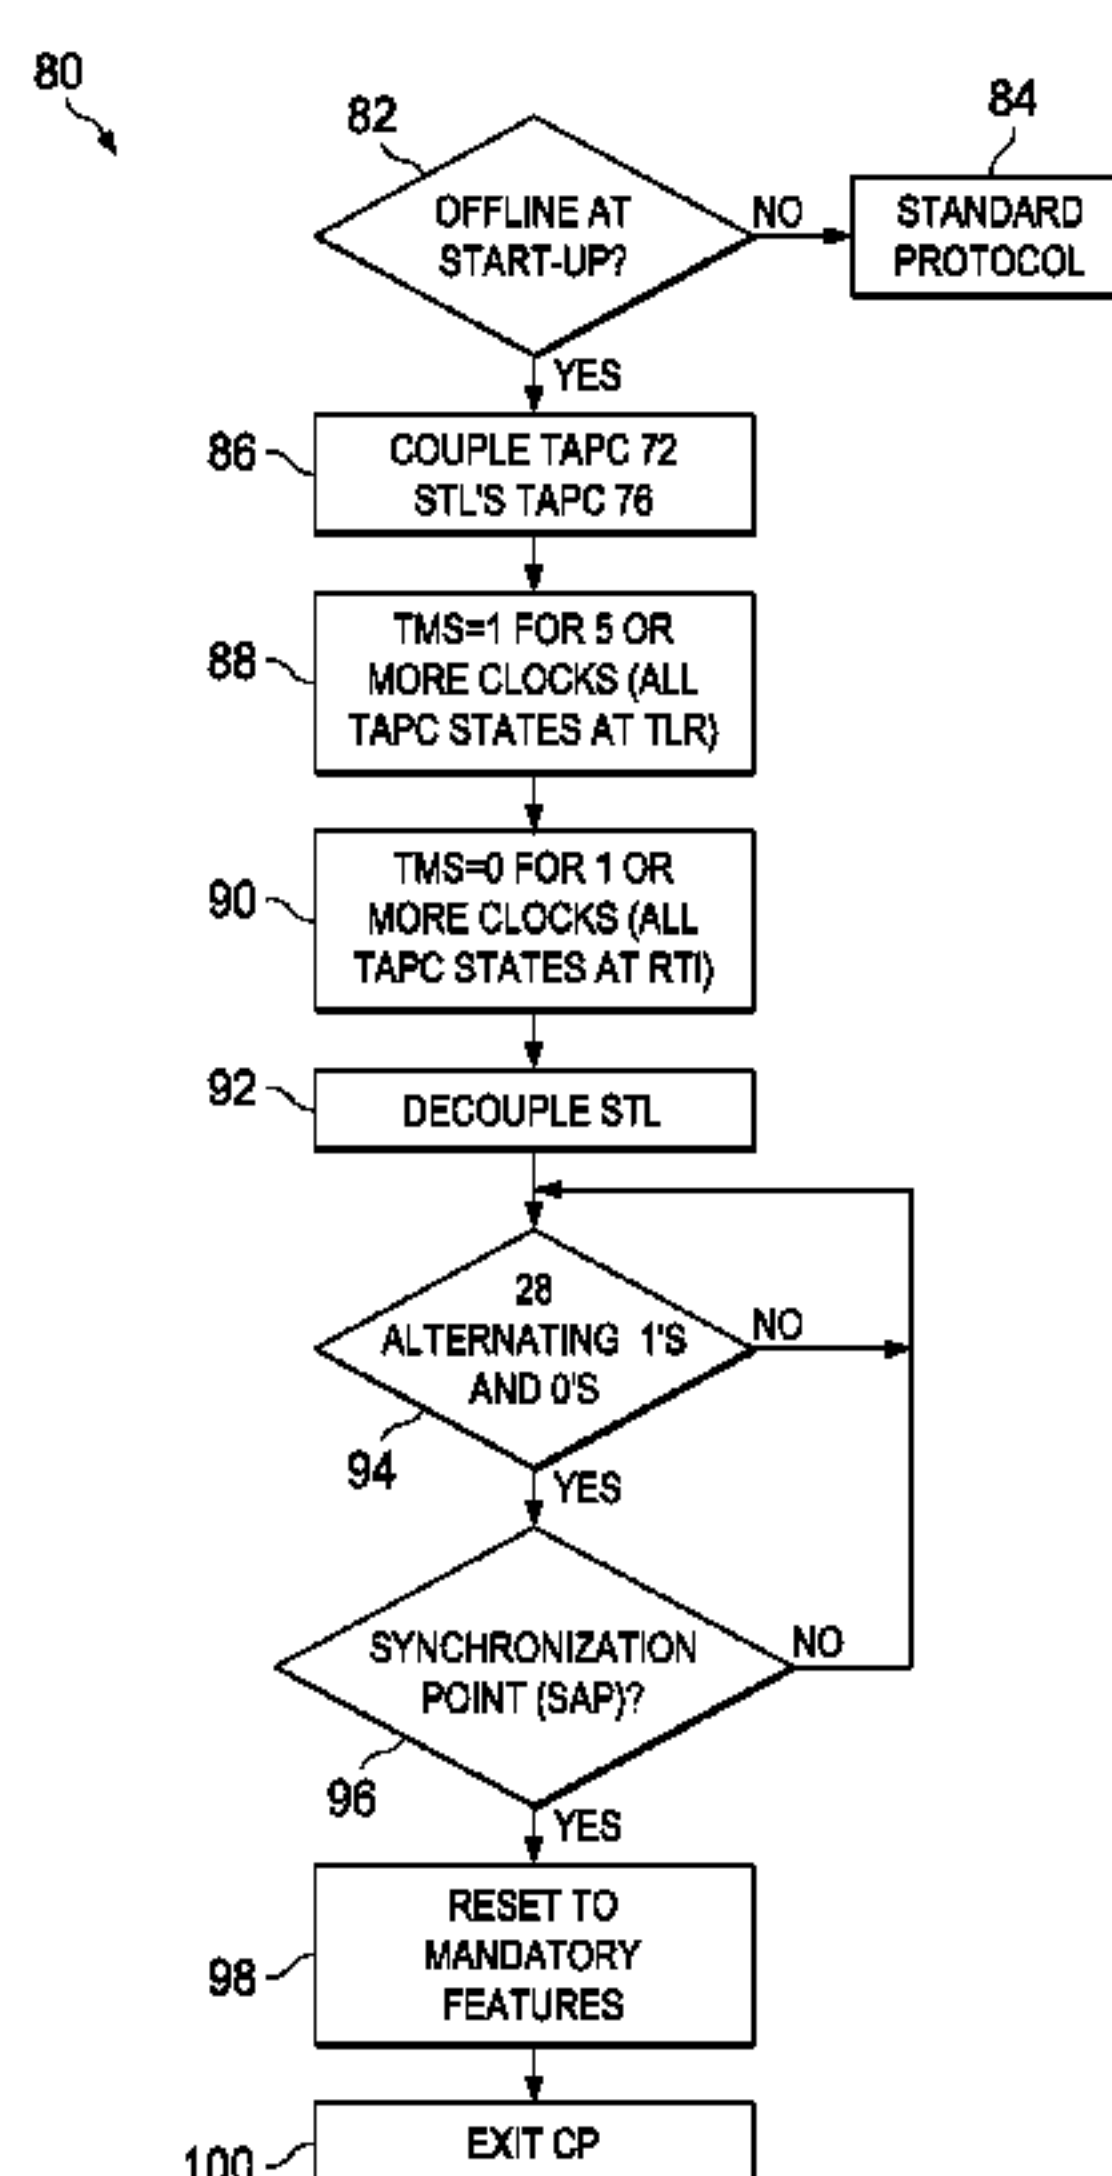 80
82
84
OFFLINE AT
START-UP?
NO
STANDARD
PROTOCOL
YES
86
COUPLE TAPC 72
STL'S TAPC 76
88
TMS=1 FOR 5 OR
MORE CLOCKS (ALL
TAPC STATES AT TLR)
90
TMS=0 FOR 1 OR
MORE CLOCKS (ALL
TAPC STATES AT RTI)
92
DECOUPLE STL
28
ALTERNATING 1'S
AND 0'S
NO
94
YES
SYNCHRONIZATION
POINT (SAP)?
NO
96
YES
98
RESET TO
MANDATORY
FEATURES
100
EXIT CP